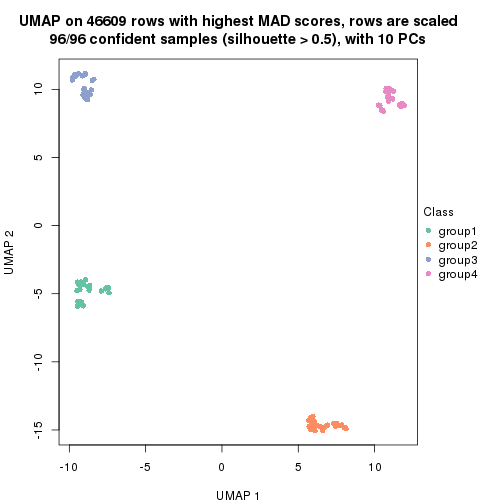 UMAP on 46609 rows with highest MAD scores, rows are scaled
96/96 confident samples (silhouette > 0.5), with 10 PCs
10
5
0
-5
-10
-15
UMAP 2
-10
-5
0
5
10
UMAP 1
Class
group1
group2
group3
group4